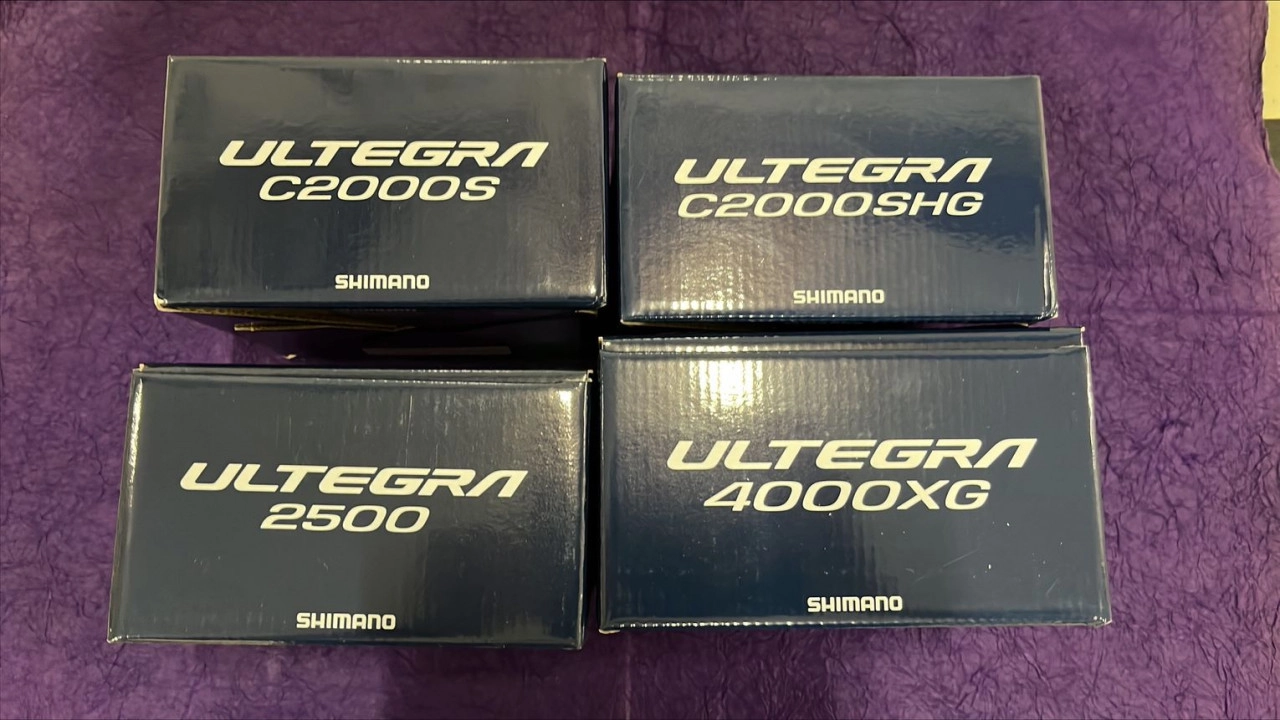 ULTEGRA
C2000S
SHIMANO
ULTEGRA
C2000SHG
SHIMANO
ULTEGRA
2500
SHIMANO
ULTEGRA
4000XG
SHIMANO